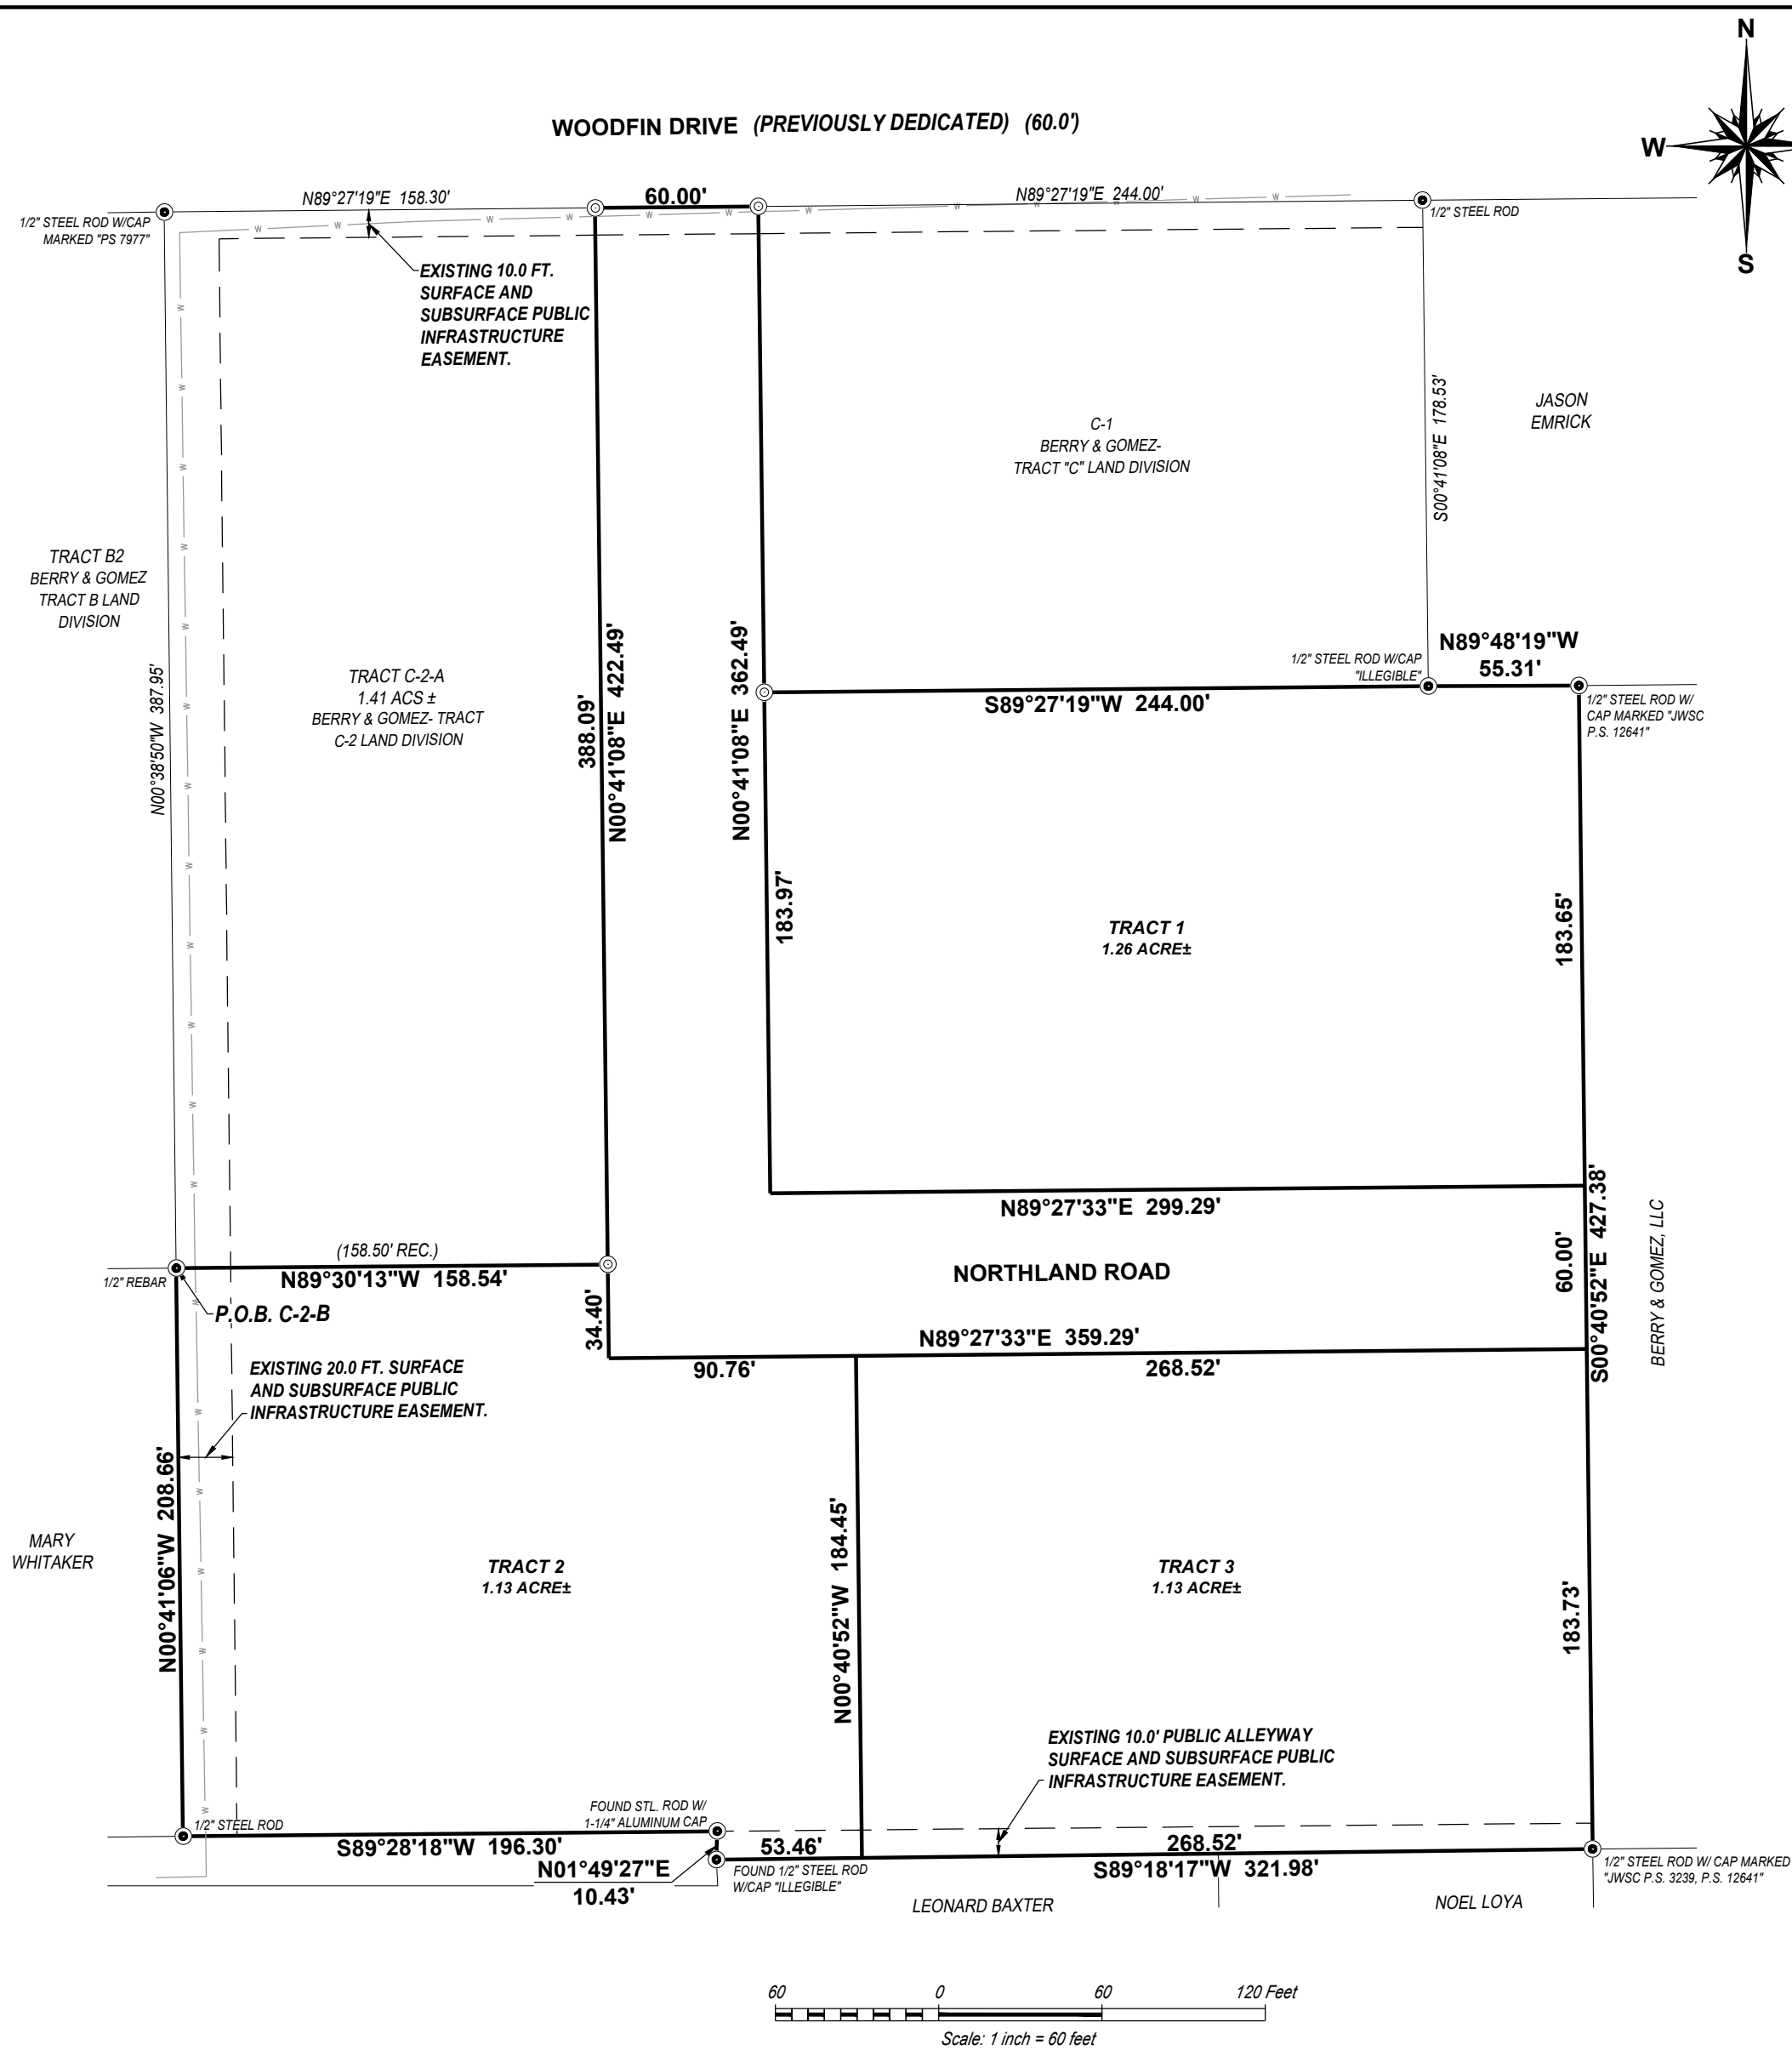 N
W
S
WOODFIN DRIVE (PREVIOUSLY DEDICATED) (60.0')
N89°27'19"E 158.30'
60.00'
N89°27'19"E 244.00'
1/2" STEEL ROD W/CAP
MARKED "PS 7977"
1/2" STEEL ROD
EXISTING 10.0 FT.
SURFACE AND
SUBSURFACE PUBLIC
INFRASTRUCTURE
EASEMENT.
C-1
BERRY & GOMEZ-
TRACT "C" LAND DIVISION
S00°41'08"E 178.53'
JASON
EMRICK
TRACT B2
BERRY & GOMEZ
TRACT B LAND
DIVISION
N00°38'50"W 387.95'
TRACT C-2-A
1.41 ACS ±
BERRY & GOMEZ- TRACT
C-2 LAND DIVISION
388.09'
N00°41'08"E 422.49'
N00°41'08"E 362.49'
1/2" STEEL ROD W/CAP
"ILLEGIBLE"
N89°48'19"W
55.31'
S89°27'19"W 244.00'
1/2" STEEL ROD W/
CAP MARKED "JWSC
P.S. 12641"
183.97'
TRACT 1
1.26 ACRE±
183.65'
N89°27'33"E 299.29'
(158.50' REC.)
1/2" REBAR
N89°30'13"W 158.54'
P.O.B. C-2-B
NORTHLAND ROAD
60.00'
S00°40'52"E 427.38'
BERRY & GOMEZ, LLC
34.40'
N89°27'33"E 359.29'
90.76'
268.52'
EXISTING 20.0 FT. SURFACE
AND SUBSURFACE PUBLIC
INFRASTRUCTURE EASEMENT.
N00°41'06"W 208.66'
MARY
WHITAKER
TRACT 2
1.13 ACRE±
N00°40'52"W 184.45'
TRACT 3
1.13 ACRE±
183.73'
EXISTING 10.0' PUBLIC ALLEYWAY
SURFACE AND SUBSURFACE PUBLIC
INFRASTRUCTURE EASEMENT.
1/2" STEEL ROD
FOUND STL. ROD W/
1-1/4" ALUMINUM CAP
S89°28'18"W 196.30'
N01°49'27"E
10.43'
53.46'
FOUND 1/2" STEEL ROD
W/CAP "ILLEGIBLE"
268.52'
S89°18'17"W 321.98'
1/2" STEEL ROD W/ CAP MARKED
"JWSC P.S. 3239, P.S. 12641"
LEONARD BAXTER
NOEL LOYA
60 0 60 120 Feet
Scale: 1 inch = 60 feet